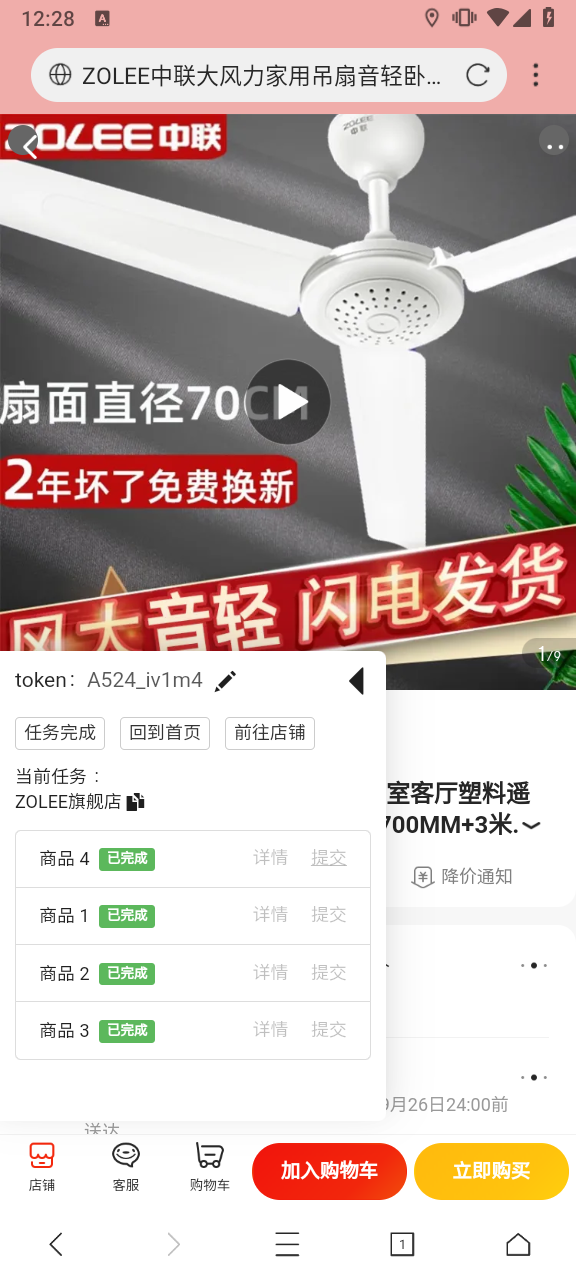 12:28
A
ZOLEE中联大风力家用吊扇音轻卧...
ZOLEE中联
ZOLEE
中联
扇面直径70CM
2年坏了免费换新
风大音轻 闪电发货
1/9
token： A524_iv1m4
任务完成 回到首页 前往店铺
当前任务：
ZOLEE旗舰店
商品 4 已完成 详情 提交
商品 1 已完成 详情 提交
商品 2 已完成 详情 提交
商品 3 已完成 详情 提交
室客厅塑料遥
700MM+3米.
降价通知
9月26日24:00前
送达
店铺 客服 购物车 加入购物车 立即购买
1